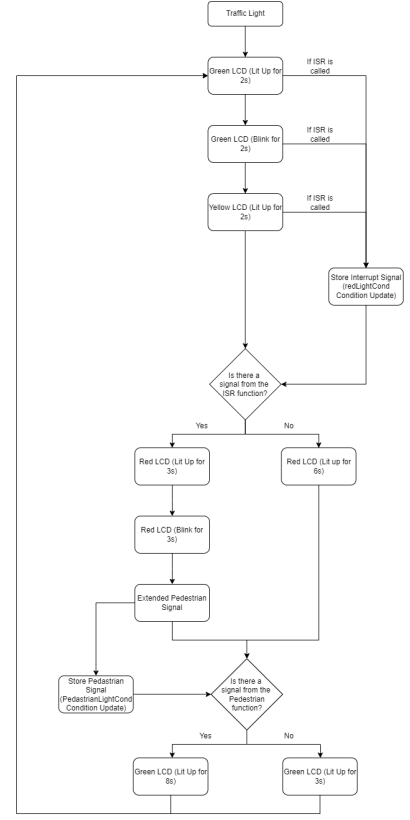 Traffic Light
Green LCD (Lit Up for
2s)
If ISR is
called
Green LCD (Blink for
2s)
If ISR is
called
Yellow LCD (Lit Up for
2s)
If ISR is
called
Store Interrupt Signal
(redLightCond
Condition Update)
Is there a
signal from the
ISR function?
Yes
No
Red LCD (Lit Up for
3s)
Red LCD (Lit up for
6s)
Red LCD (Blink for
3s)
Extended Pedestrian
Signal
Store Pedastrian
Signal
(PedastrianLightCond
Condition Update)
Is there a
signal from the
Pedestrian
function?
Yes
No
Green LCD (Lit Up for
8s)
Green LCD (Lit Up for
3s)